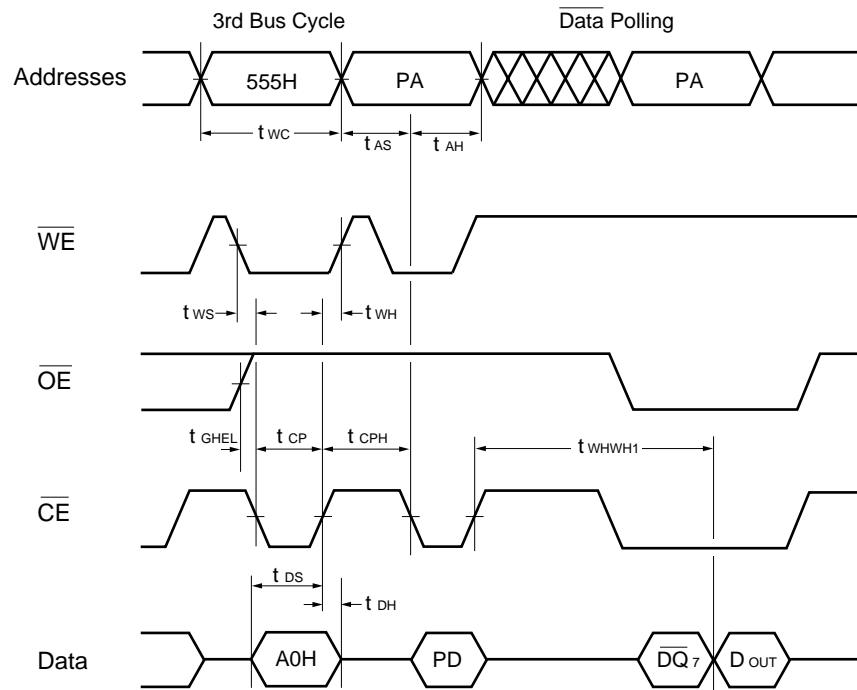 3rd Bus Cycle
Data Polling
Addresses
555H
PA
PA
t WC
t AS
t AH
WE
t WS
t WH
OE
t GHEL
t CP
t CPH
t WHWH1
CE
t DS
t DH
Data
A0H
PD
DQ 7
D OUT